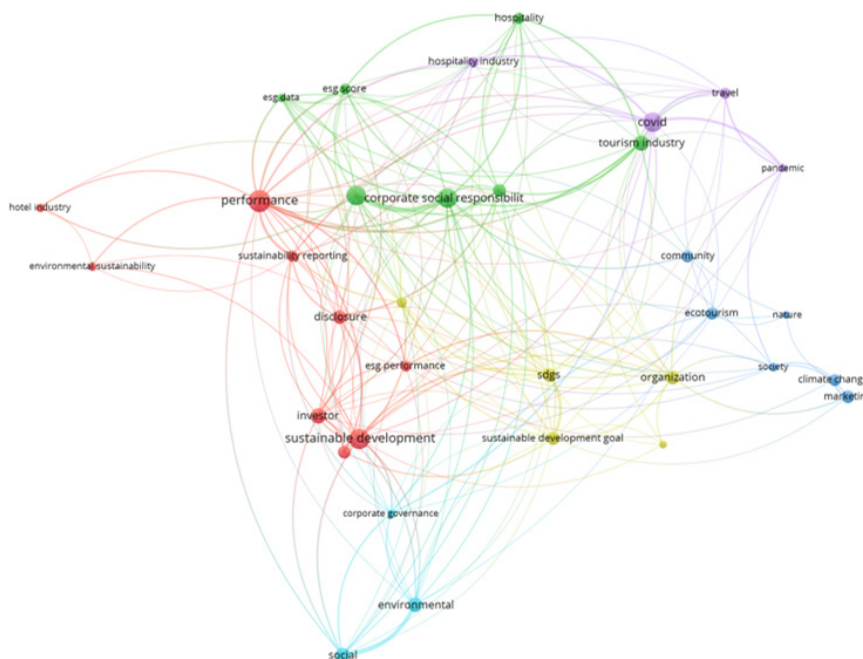 hospitality
hospitality industry
esg score
esg data
travel
covid
tourism industry
pandemic
performance
corporate social responsibilit
hotel industry
sustainability reporting
community
environmental sustainability
disclosure
ecotourism
nature
esg performance
society
sdgs
organization
climate chang
marketin
investor
sustainable development
sustainable development goal
corporate governance
environmental
social